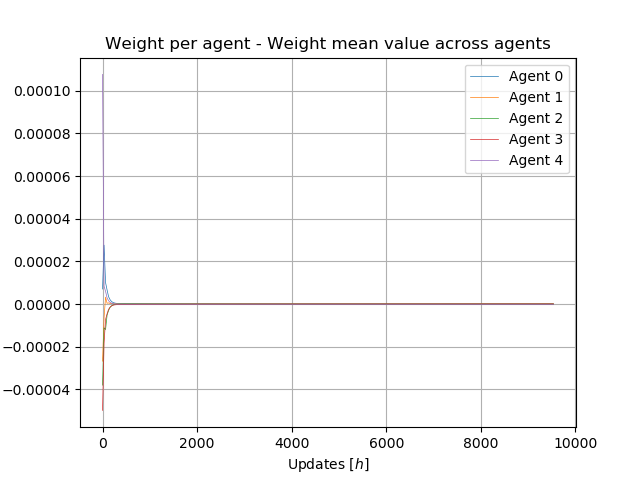 Weight per agent - Weight mean value across agents
Agent 0
Agent 1
Agent 2
Agent 3
Agent 4
0.00010
0.00008
0.00006
0.00004
0.00002
0.00000
−0.00002
−0.00004
0 2000 4000 6000 8000 10000
Updates [h]